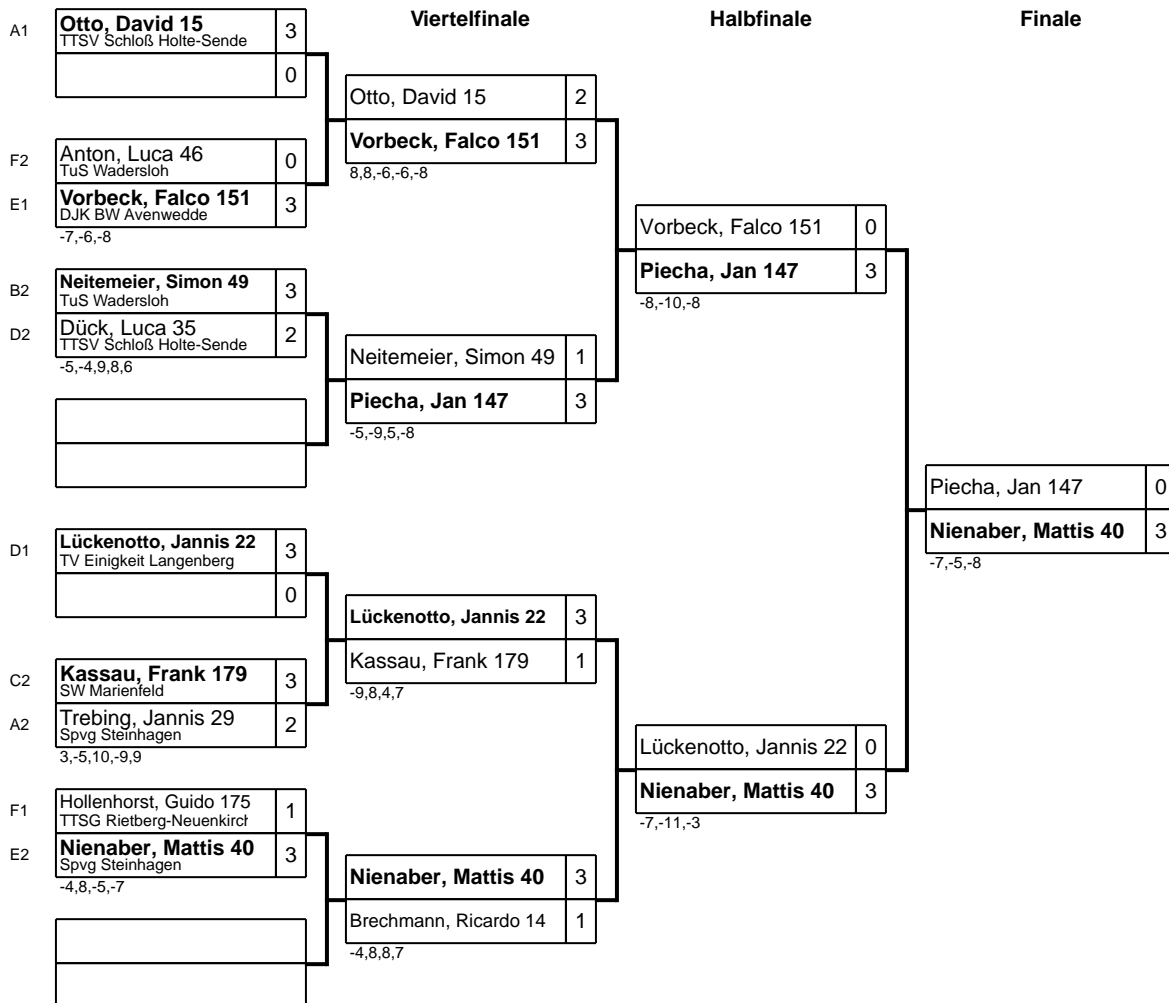 Viertelfinale
Halbfinale
Finale
A1
Otto, David 15
TTSV Schloß Holte-Sende
3
0
F2
Anton, Luca 46
TuS Wadersloh
0
E1
Vorbeck, Falco 151
DJK BW Avenwedde
3
-7,-6,-8
B2
Neitemeier, Simon 49
TuS Wadersloh
3
D2
Dück, Luca 35
TTSV Schloß Holte-Sende
2
-5,-4,9,8,6
D1
Lückenotto, Jannis 22
TV Einigkeit Langenberg
3
0
C2
Kassau, Frank 179
SW Marienfeld
3
A2
Trebing, Jannis 29
Spvg Steinhagen
2
3,-5,10,-9,9
F1
Hollenhorst, Guido 175
TTSG Rietberg-Neuenkirch
1
E2
Nienaber, Mattis 40
Spvg Steinhagen
3
-4,8,-5,-7
Otto, David 15
2
Vorbeck, Falco 151
3
8,8,-6,-6,-8
Neitemeier, Simon 49
1
Piecha, Jan 147
3
-5,-9,5,-8
Lückenotto, Jannis 22
3
Kassau, Frank 179
1
-9,8,4,7
Nienaber, Mattis 40
3
Brechmann, Ricardo 14
1
-4,8,8,7
Vorbeck, Falco 151
0
Piecha, Jan 147
3
-8,-10,-8
Lückenotto, Jannis 22
0
Nienaber, Mattis 40
3
-7,-11,-3
Piecha, Jan 147
0
Nienaber, Mattis 40
3
-7,-5,-8